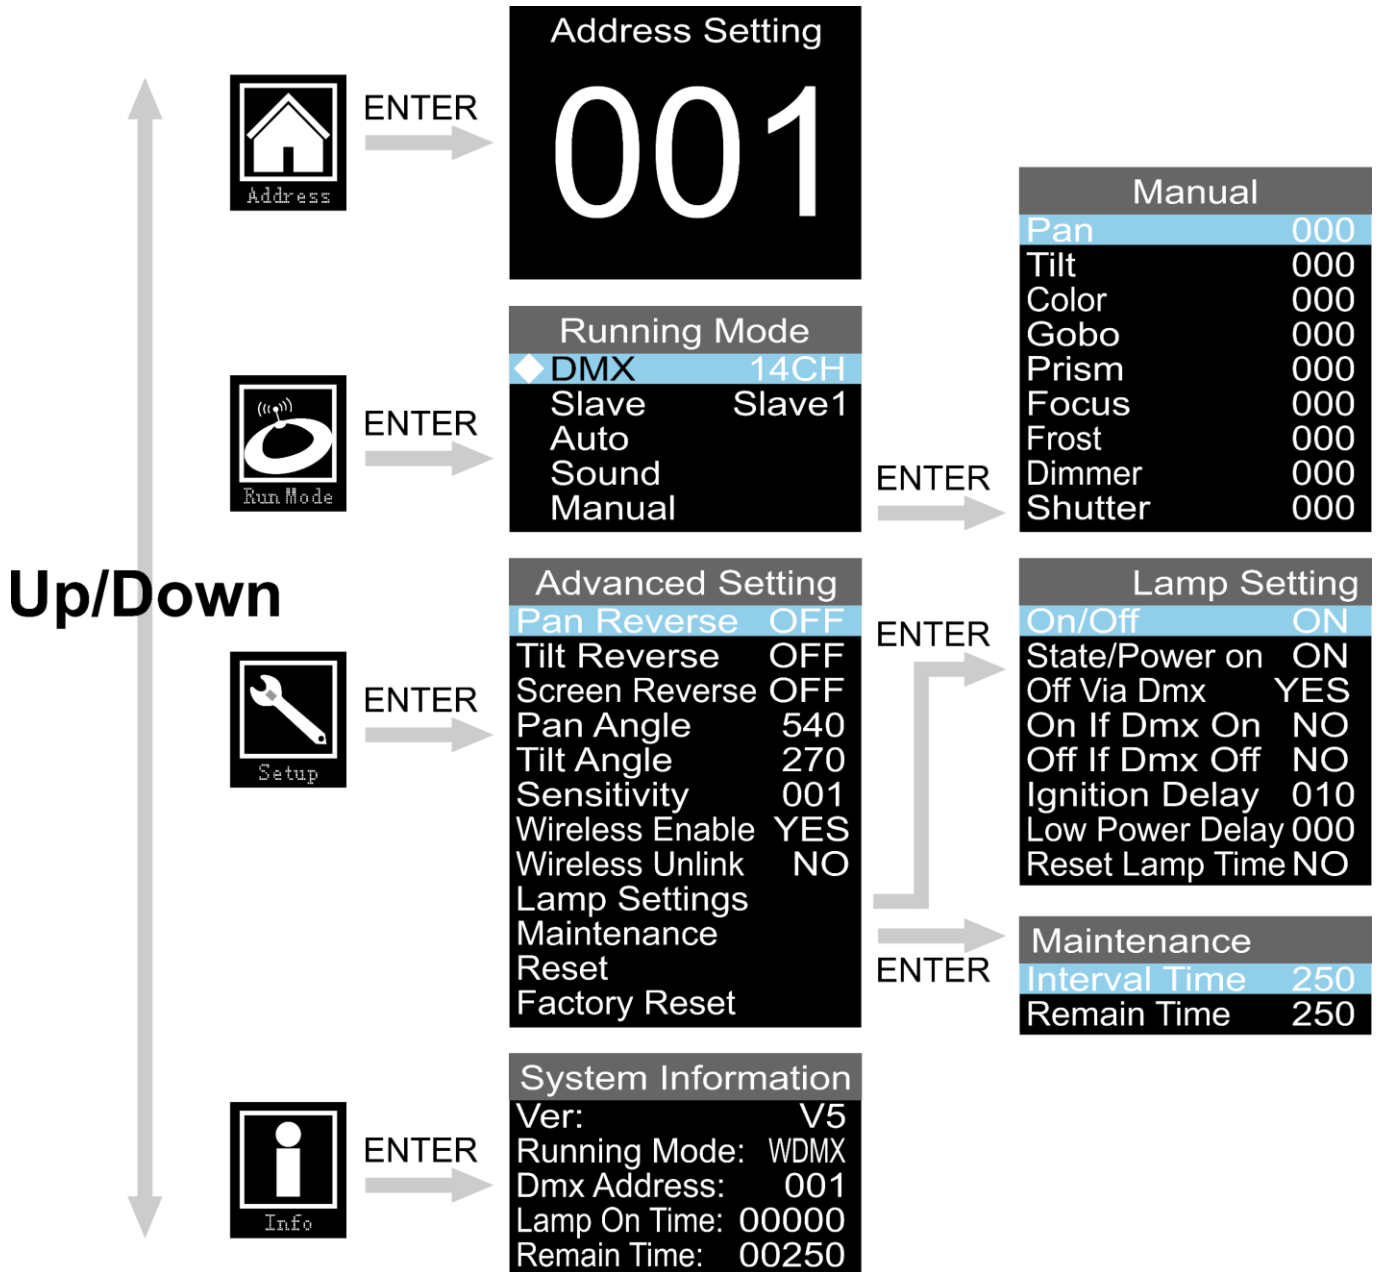 Up/Down
Address
ENTER
Address Setting
001
Run Mode
ENTER
Running Mode
DMX 14CH
Slave Slave1
Auto
Sound
Manual
ENTER
Manual
Pan 000
Tilt 000
Color 000
Gobo 000
Prism 000
Focus 000
Frost 000
Dimmer 000
Shutter 000
Setup
ENTER
Advanced Setting
Pan Reverse OFF
Tilt Reverse OFF
Screen Reverse OFF
Pan Angle 540
Tilt Angle 270
Sensitivity 001
Wireless Enable YES
Wireless Unlink NO
Lamp Settings
Maintenance
Reset
Factory Reset
ENTER
Lamp Setting
On/Off ON
State/Power on ON
Off Via Dmx YES
On If Dmx On NO
Off If Dmx Off NO
Ignition Delay 010
Low Power Delay 000
Reset Lamp Time NO
ENTER
Maintenance
Interval Time 250
Remain Time 250
Info
ENTER
System Information
Ver: V5
Running Mode: WDMX
Dmx Address: 001
Lamp On Time: 00000
Remain Time: 00250